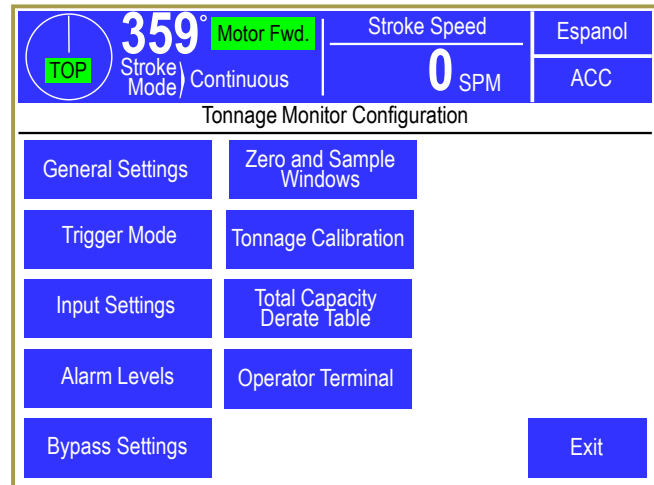 TOP
359°
Motor Fwd.
Stroke Mode) Continuous
Stroke Speed
0 SPM
Espanol
ACC
Tonnage Monitor Configuration
General Settings
Zero and Sample
Windows
Trigger Mode
Tonnage Calibration
Input Settings
Total Capacity
Derate Table
Alarm Levels
Operator Terminal
Bypass Settings
Exit